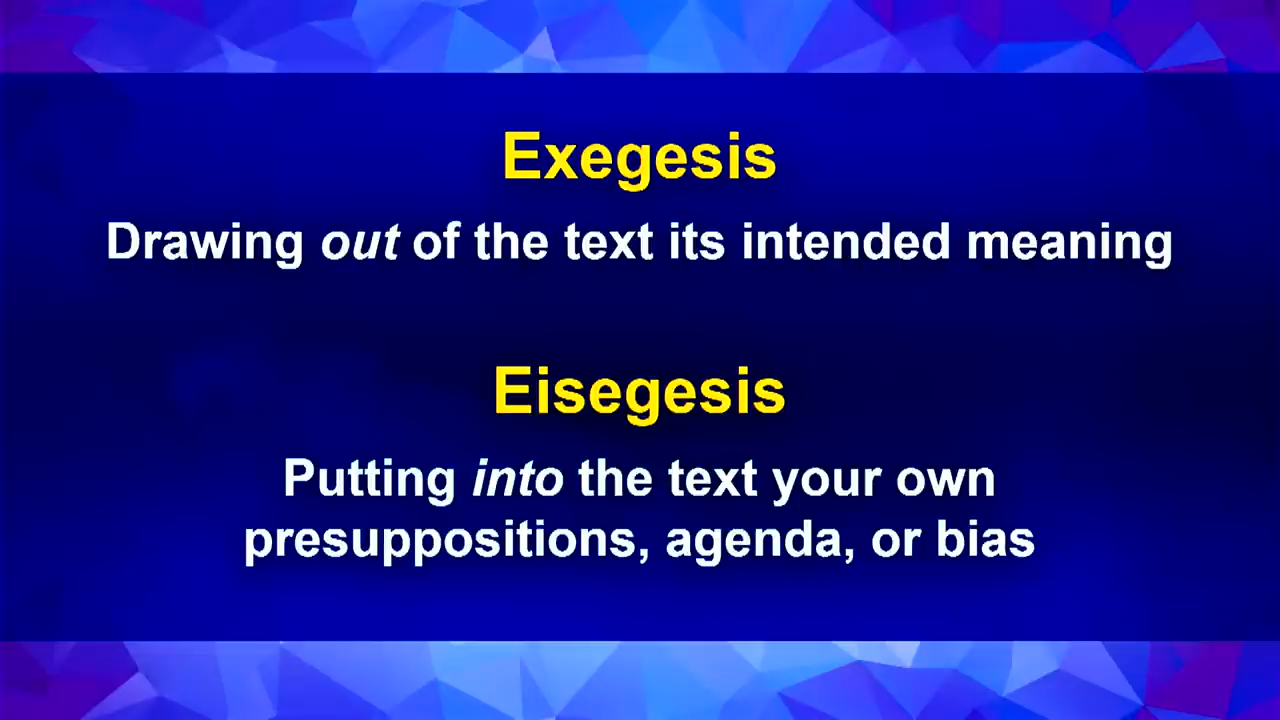 Exegesis
Drawing out of the text its intended meaning
Eisegesis
Putting into the text your own
presuppositions, agenda, or bias